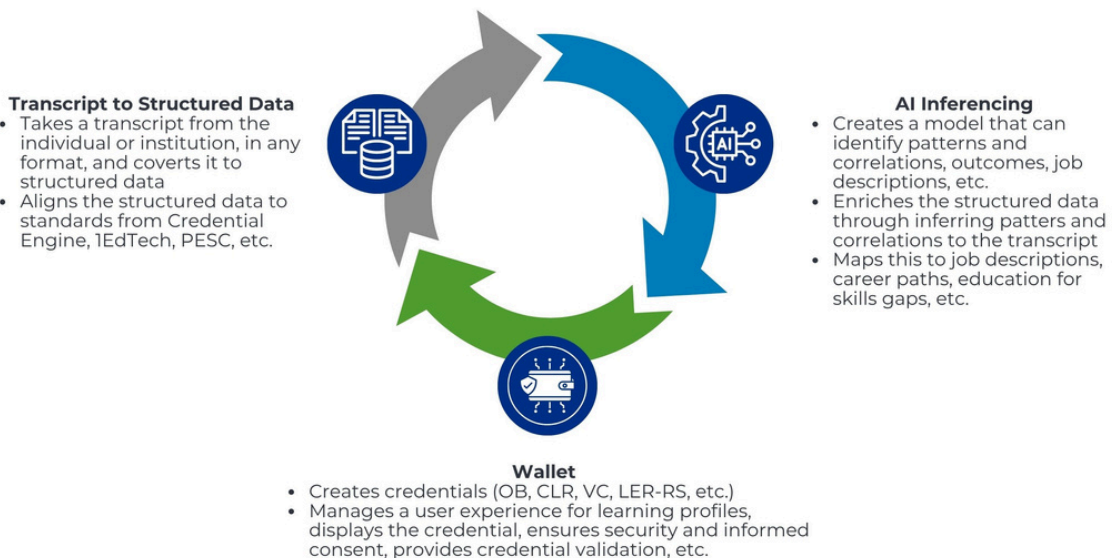 Transcript to Structured Data
• Takes a transcript from the
individual or institution, in any
format, and coverts it to
structured data
• Aligns the structured data to
standards from Credential
Engine, 1EdTech, PESC, etc.
AI
AI Inferencing
• Creates a model that can
identify patterns and
correlations, outcomes, job
descriptions, etc.
• Enriches the structured data
through inferring patters and
correlations to the transcript
• Maps this to job descriptions,
career paths, education for
skills gaps, etc.
Wallet
• Creates credentials (OB, CLR, VC, LER-RS, etc.)
• Manages a user experience for learning profiles,
displays the credential, ensures security and informed
consent, provides credential validation, etc.